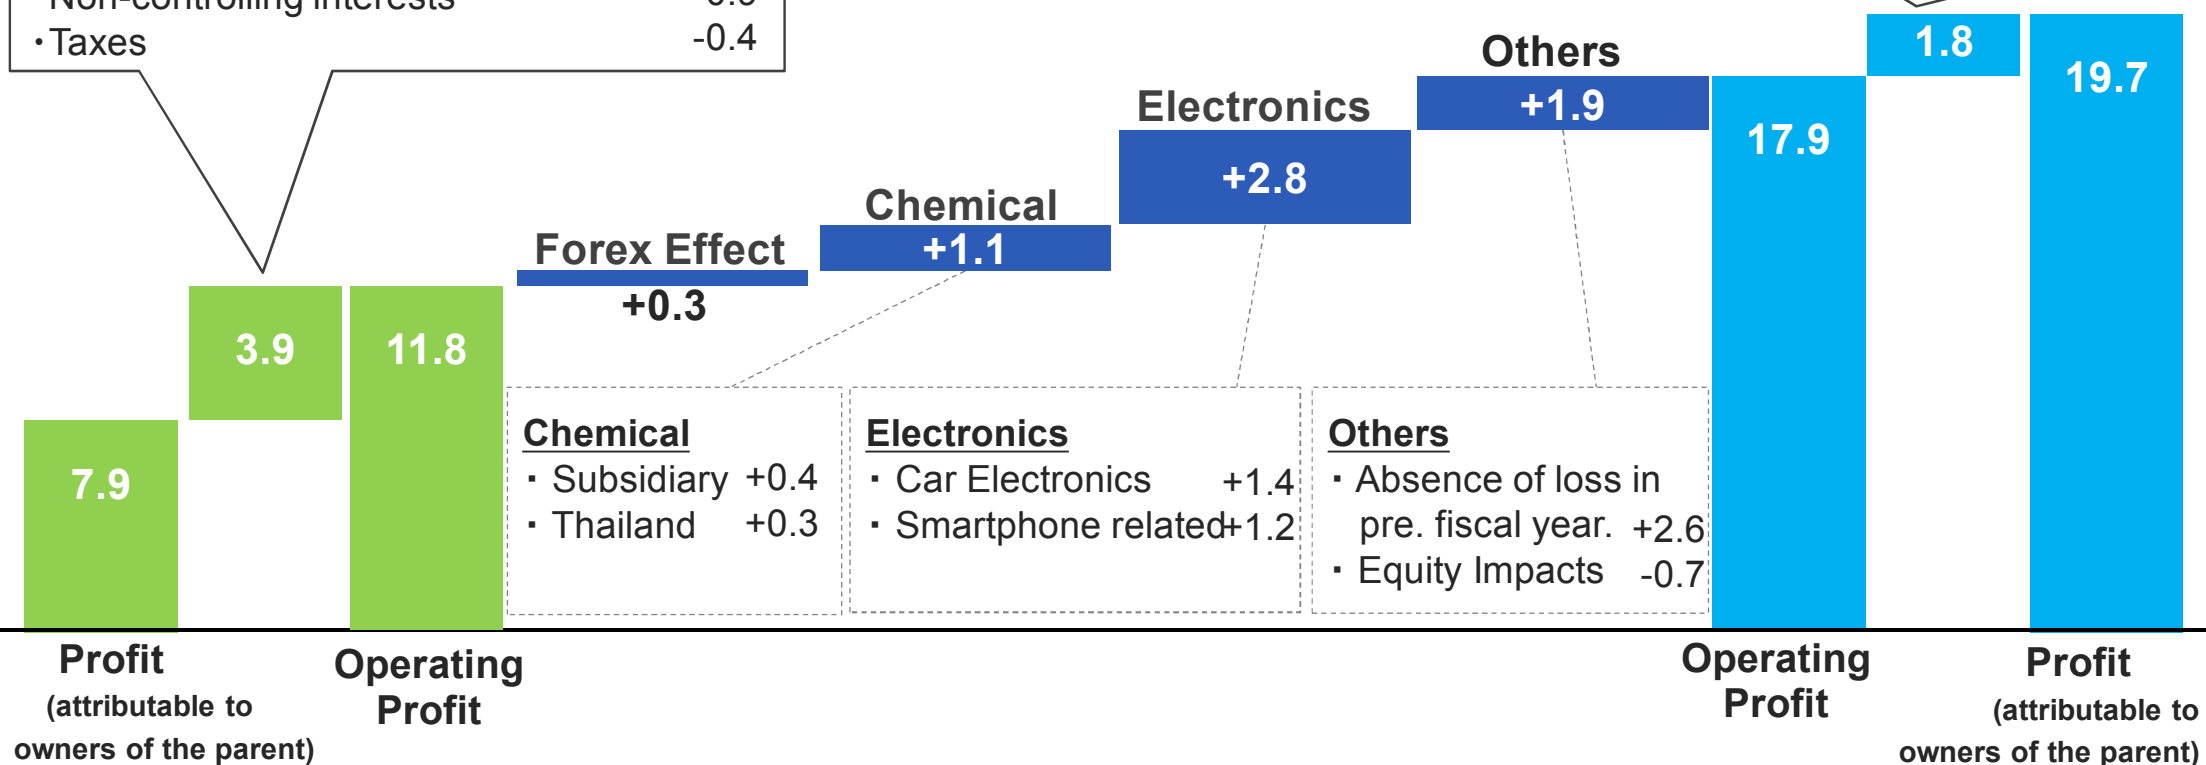 Non-controlling interests
・Taxes -0.4
1.8
19.7
Others
+1.9
17.9
Electronics
+2.8
Chemical
+1.1
Forex Effect
+0.3
3.9
11.8
7.9
Chemical
・ Subsidiary +0.4
・ Thailand +0.3
Electronics
・ Car Electronics +1.4
・ Smartphone related +1.2
Others
・ Absence of loss in
pre. fiscal year. +2.6
・ Equity Impacts -0.7
Profit
(attributable to
owners of the parent)
Operating
Profit
Operating
Profit
Profit
(attributable to
owners of the parent)